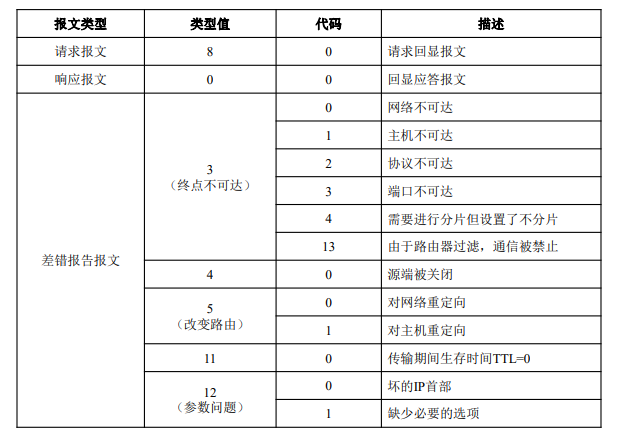 报文类型 类型值 代码 描述
请求报文 8 0 请求回显报文
响应报文 0 0 回显应答报文
差错报告报文
3
（终点不可达）
0 网络不可达
1 主机不可达
2 协议不可达
3 端口不可达
4 需要进行分片但设置了不分片
13 由于路由器过滤，通信被禁止
4 0 源端被关闭
5
（改变路由）
0 对网络重定向
1 对主机重定向
11 0 传输期间生存时间TTL=0
12
（参数问题）
0 坏的IP首部
1 缺少必要的选项